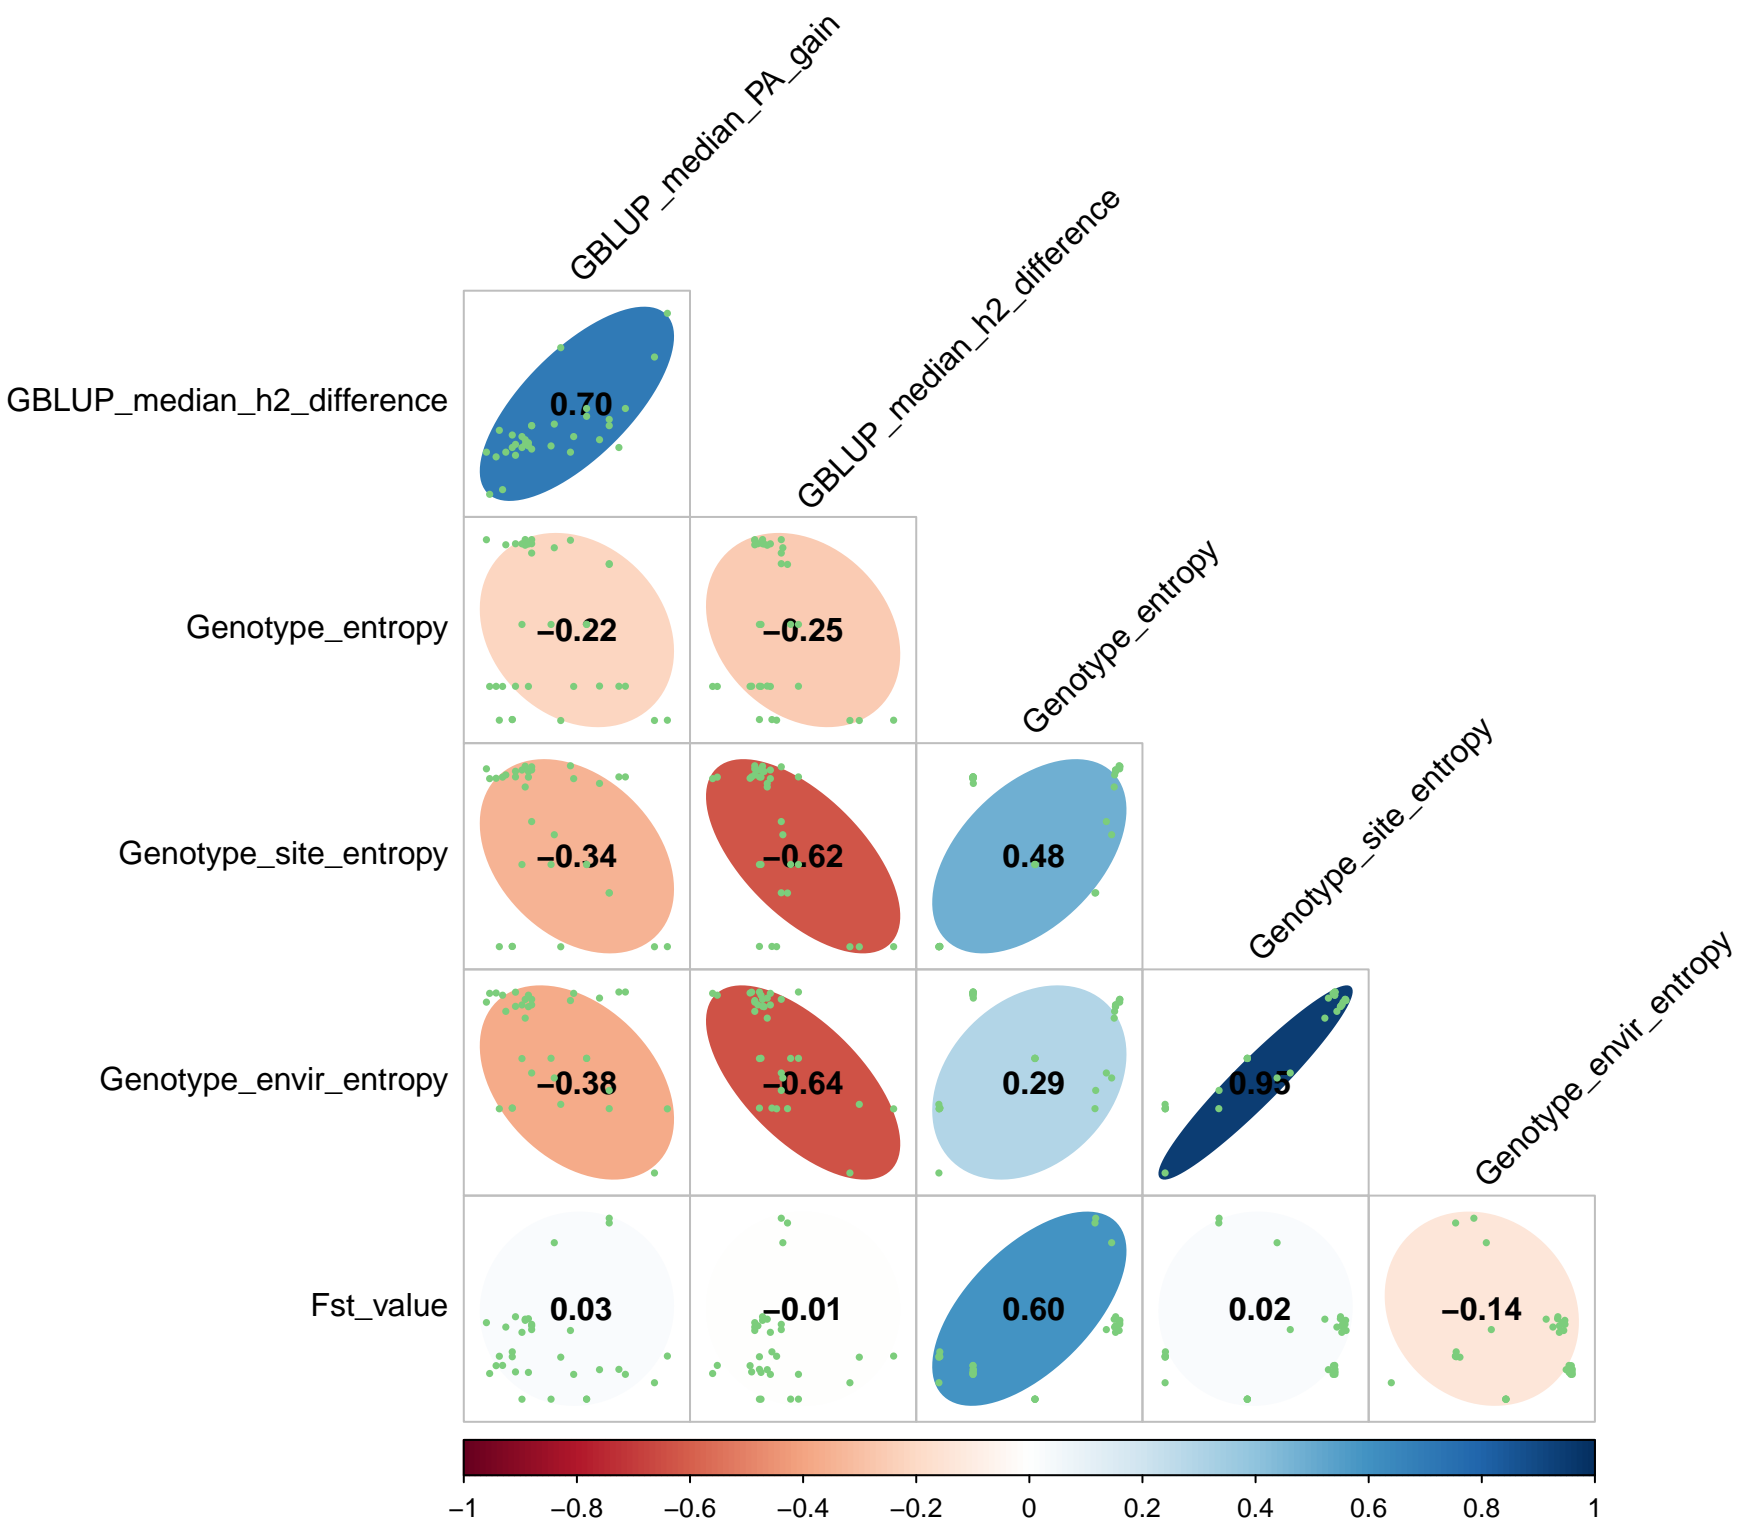 GBLUP_median_PA_gain
GBLUP_median_h2_difference
GBLUP_median_h2_difference
0.70
Genotype_entropy
Genotype_entropy
−0.22
−0.25
Genotype_site_entropy
Genotype_site_entropy
−0.34
−0.62
0.48
Genotype_envir_entropy
Genotype_envir_entropy
−0.38
−0.64
0.29
0.95
Fst_value
0.03
−0.01
0.60
0.02
−0.14
−1 −0.8 −0.6 −0.4 −0.2 0 0.2 0.4 0.6 0.8 1